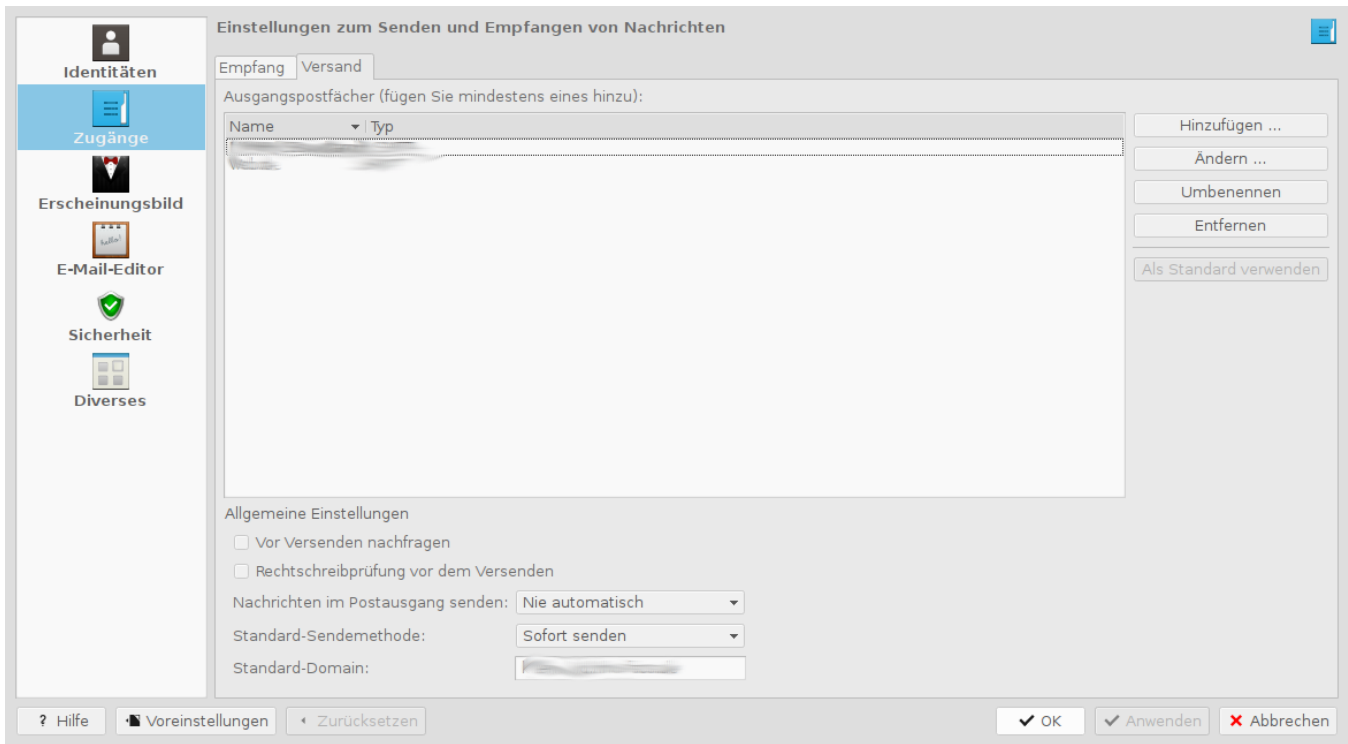 Einstellungen zum Senden und Empfangen von Nachrichten
Identitäten
Zugänge
Erscheinungsbild
hello!
E-Mail-Editor
Sicherheit
Diverses
Empfang Versand
Ausgangspostfächer (fügen Sie mindestens eines hinzu):
Name Typ
Hinzufügen ...
Ändern ...
Umbenennen
Entfernen
Als Standard verwenden
Allgemeine Einstellungen
Vor Versenden nachfragen
Rechtschreibprüfung vor dem Versenden
Nachrichten im Postausgang senden: Nie automatisch
Standard-Sendemethode: Sofort senden
Standard-Domain:
? Hilfe Voreinstellungen Zurücksetzen OK Anwenden Abbrechen